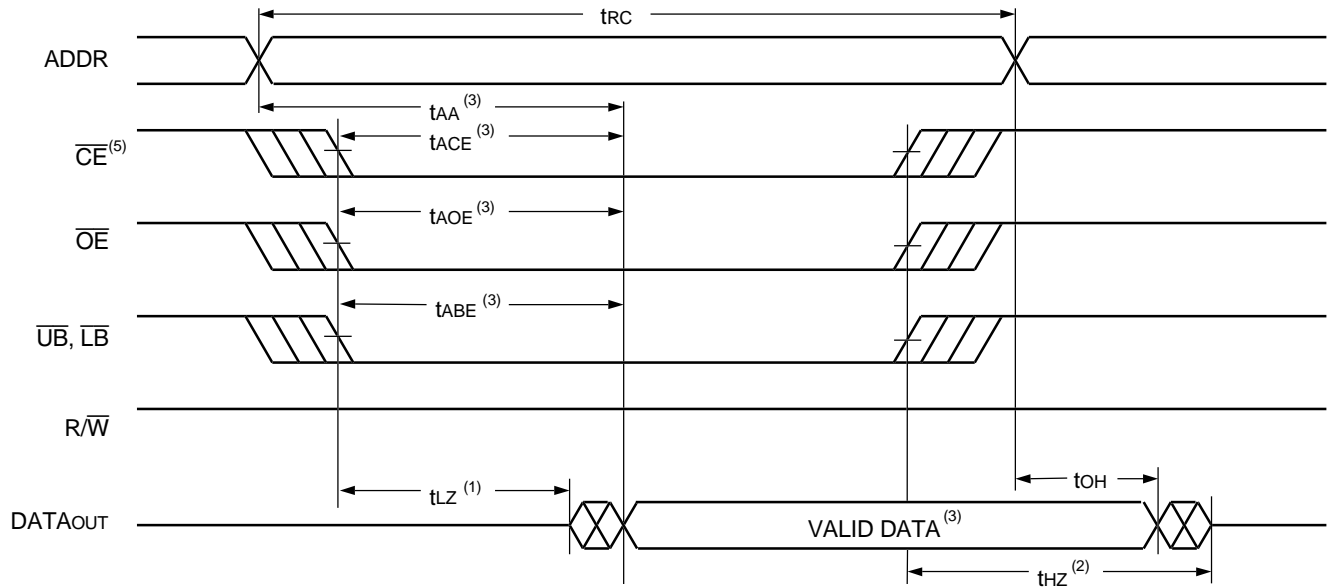 tRC
ADDR
tAA (3)
CE (5)
tACE (3)
OE
tAOE (3)
UB, LB
tABE (3)
R/W
tLZ (1)
tOH
DATAOUT
VALID DATA (3)
tHZ (2)